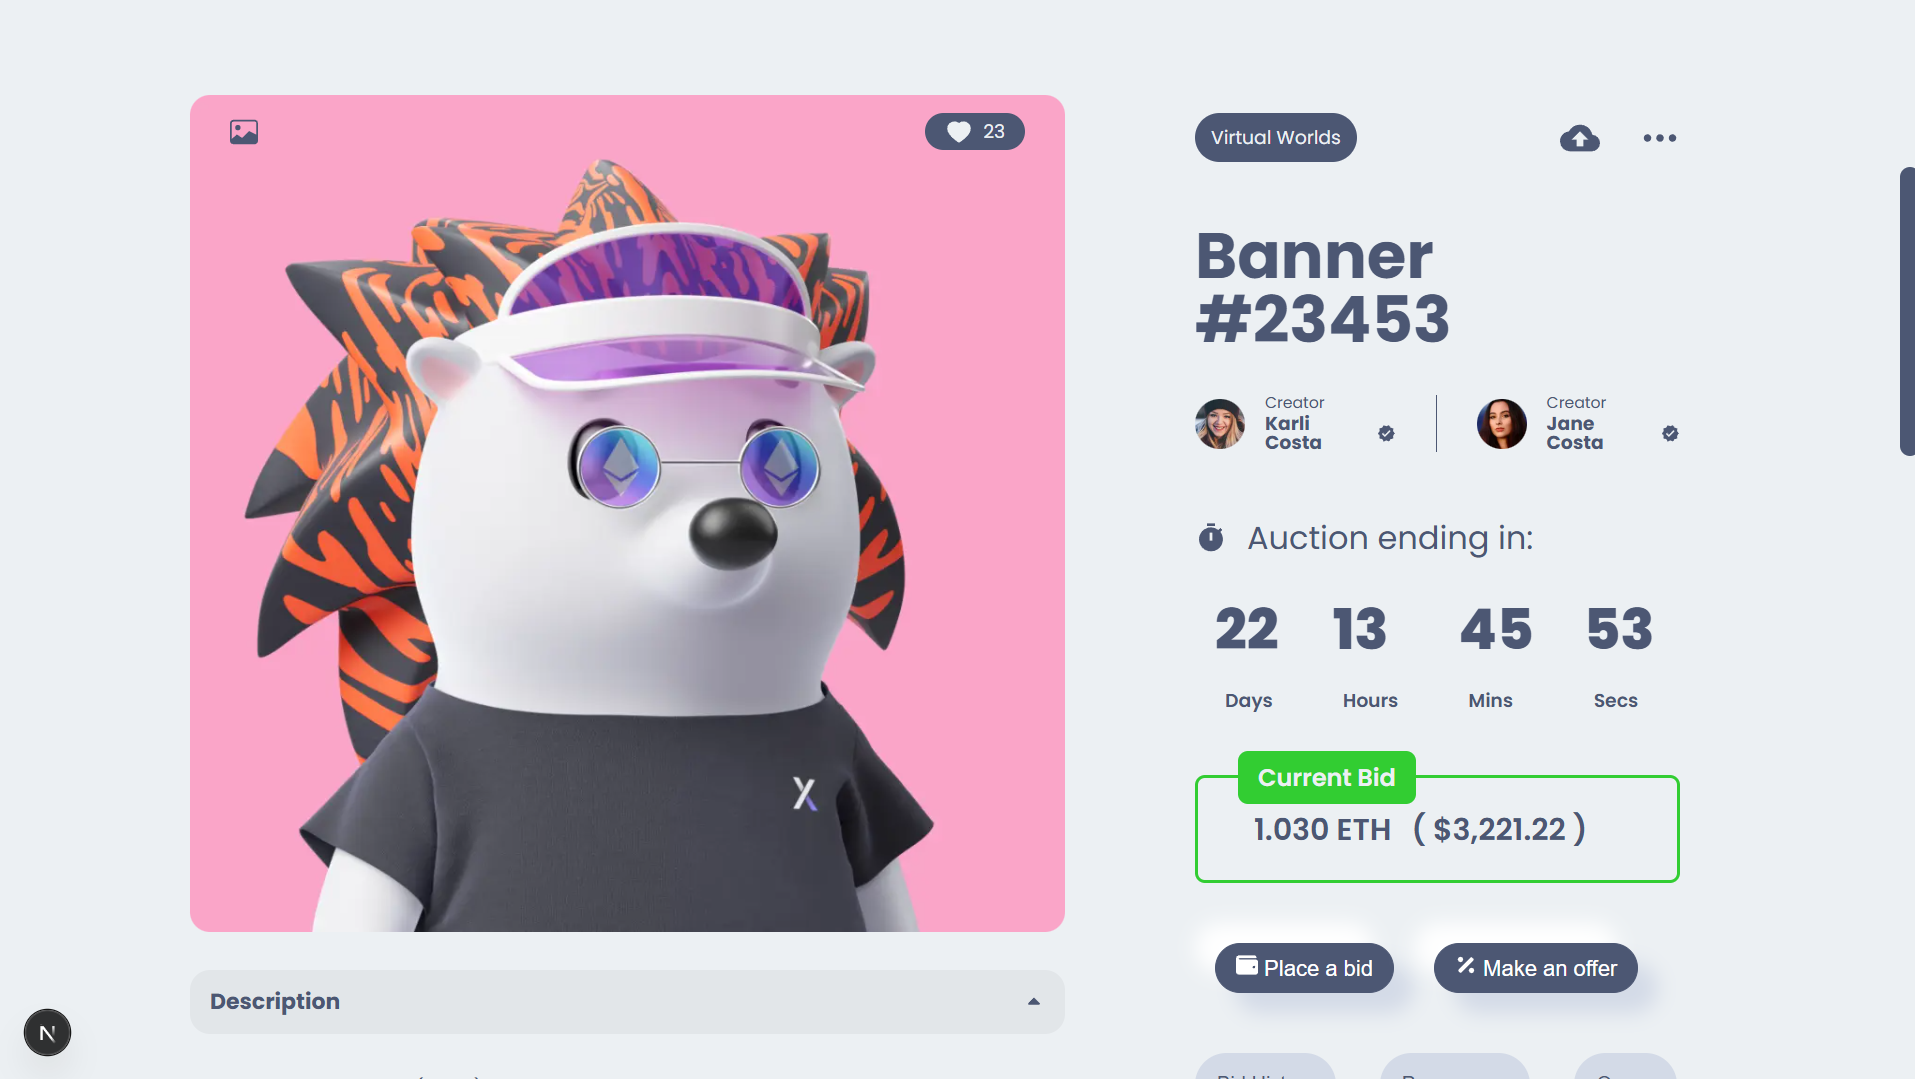 23
Virtual Worlds
Banner
#23453
Creator
Karli
Costa
Creator
Jane
Costa
Auction ending in:
22 13 45 53
Days Hours Mins Secs
Current Bid
1.030 ETH ( $3,221.22 )
Place a bid
Make an offer
Description
X
N